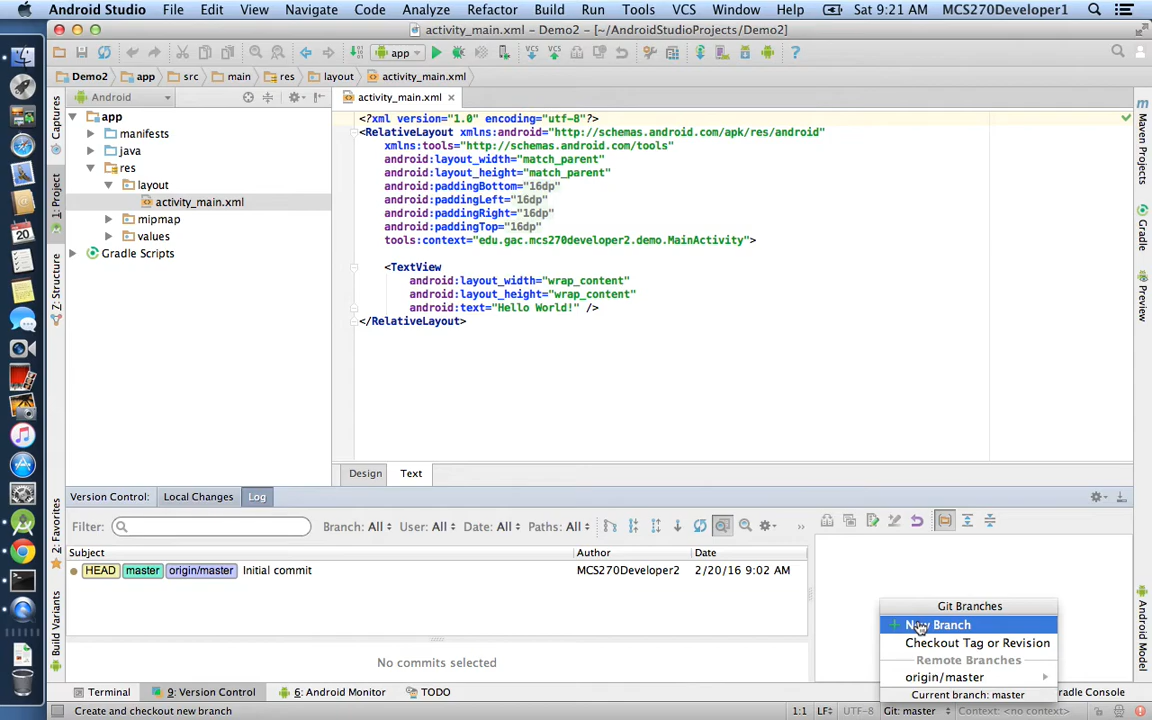 Android Studio File Edit View Navigate Code Analyze Refactor Build Run Tools VCS Window Help Sat 9:21 AM MCS270Developer1
activity_main.xml - Demo2 - [~/AndroidStudioProjects/Demo2]
app
Demo2 app src main res layout activity_main.xml
Android
activity_main.xml
Captures
1: Project
Z: Structure
2: Favorites
Build Variants
app
manifests
java
res
layout
activity_main.xml
mipmap
values
Gradle Scripts
<?xml version="1.0" encoding="utf-8"?>
<RelativeLayout xmlns:android="http://schemas.android.com/apk/res/android"
xmlns:tools="http://schemas.android.com/tools"
android:layout_width="match_parent"
android:layout_height="match_parent"
android:paddingBottom="16dp"
android:paddingLeft="16dp"
android:paddingRight="16dp"
android:paddingTop="16dp"
tools:context="edu.gac.mcs270developer2.demo.MainActivity">
<TextView
android:layout_width="wrap_content"
android:layout_height="wrap_content"
android:text="Hello World!" />
</RelativeLayout>
Maven Projects
Gradle
Preview
Android Model
Design Text
Version Control: Local Changes Log
Filter: Branch: All User: All Date: All Paths: All
Subject Author Date
HEAD master origin/master Initial commit MCS270Developer2 2/20/16 9:02 AM
No commits selected
Git Branches
New Branch
Checkout Tag or Revision
Remote Branches
origin/master
Current branch: master
Terminal 9: Version Control 6: Android Monitor TODO
Create and checkout new branch 1:1 LF UTF-8 Git: master Context: <no context>